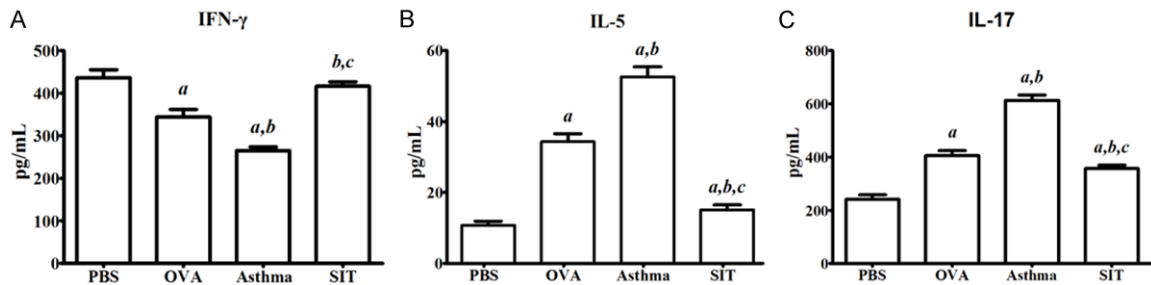 A
IFN-γ
pg/mL
500
400
300
200
100
0
a
a,b
b,c
PBS OVA Asthma SIT
B
IL-5
pg/mL
60
40
20
0
a
a,b
a,b,c
PBS OVA Asthma SIT
C
IL-17
pg/mL
800
600
400
200
0
a
a,b
a,b,c
PBS OVA Asthma SIT